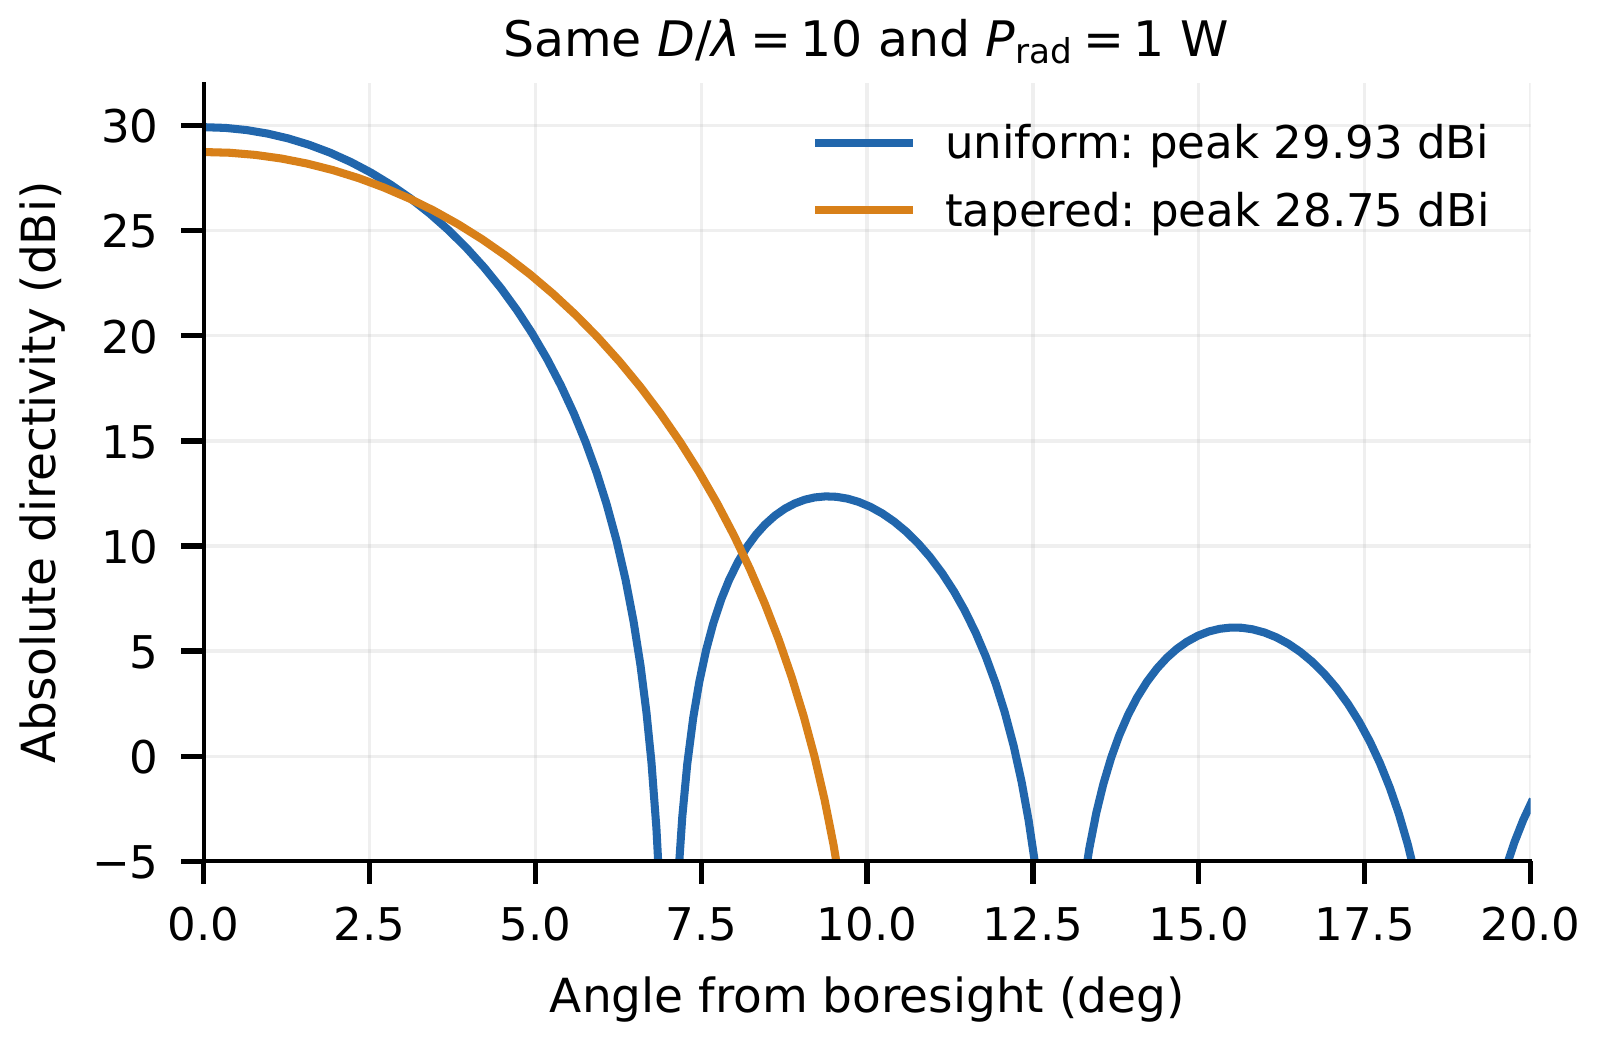 Same D/λ = 10 and P_rad = 1 W
uniform: peak 29.93 dBi
tapered: peak 28.75 dBi
Absolute directivity (dBi)
30
25
20
15
10
5
0
−5
0.0 2.5 5.0 7.5 10.0 12.5 15.0 17.5 20.0
Angle from boresight (deg)